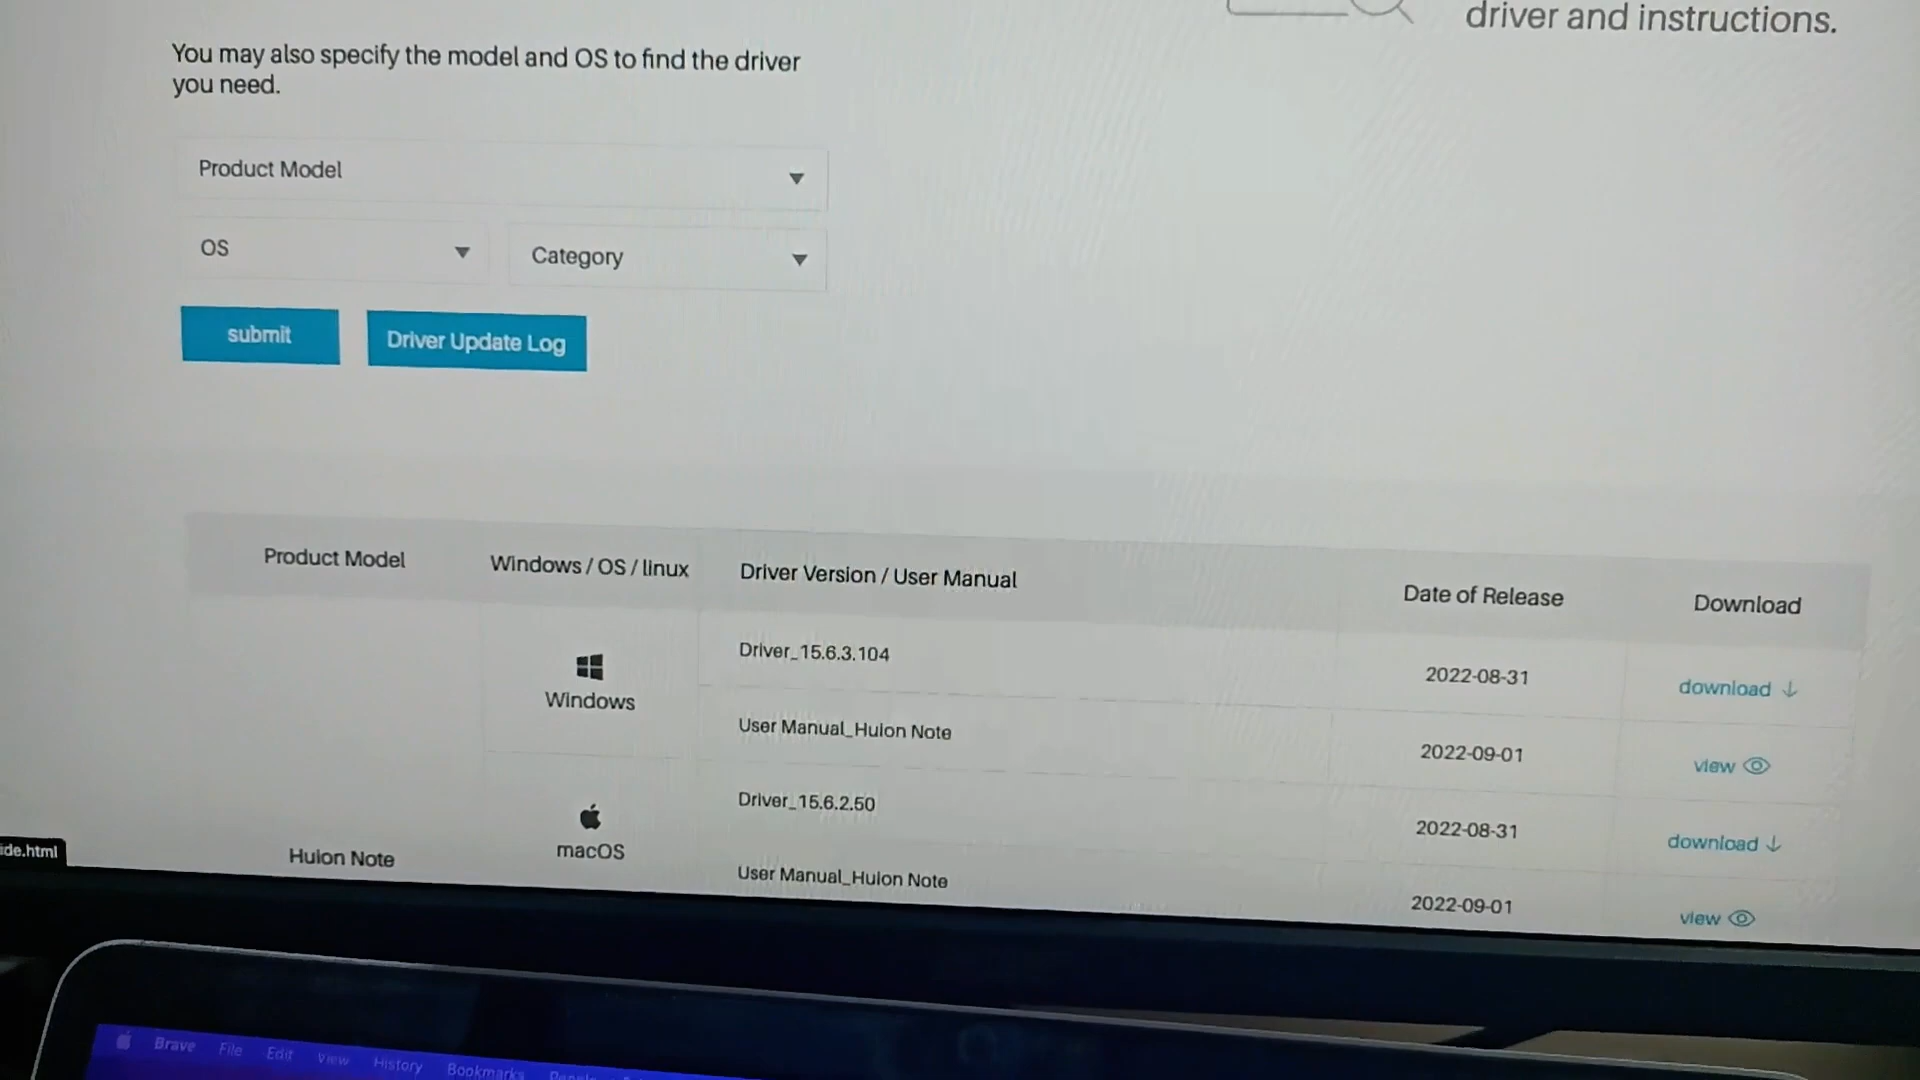 driver and instructions.
You may also specify the model and OS to find the driver
you need.
Product Model
OS
Category
submit
Driver Update Log
Product Model
Windows / OS / linux
Driver Version / User Manual
Date of Release
Download
Windows
Driver_15.6.3.104
2022-08-31
download
User Manual_Huion Note
2022-09-01
view
Huion Note
macOS
Driver_15.6.2.50
2022-08-31
download
User Manual_Huion Note
2022-09-01
view
ide.html
Brave File Edit View History Bookmarks